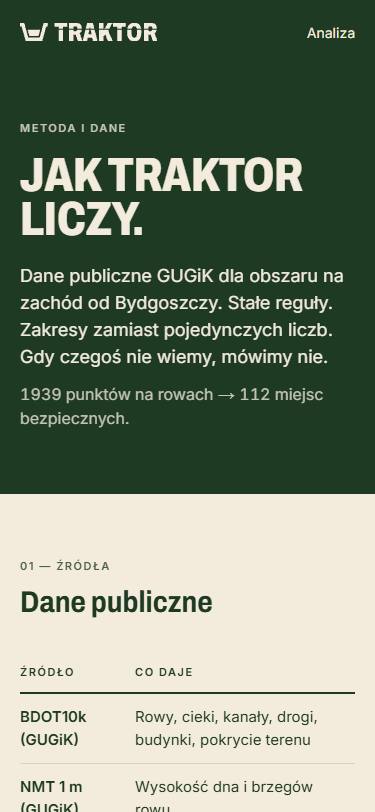 TRAKTOR
Analiza
METODA I DANE
JAK TRAKTOR
LICZY.
Dane publiczne GUGiK dla obszaru na
zachód od Bydgoszczy. Stałe reguły.
Zakresy zamiast pojedynczych liczb.
Gdy czegoś nie wiemy, mówimy nie.
1939 punktów na rowach → 112 miejsc
bezpiecznych.
01 — ŹRÓDŁA
Dane publiczne
ŹRÓDŁO
CO DAJE
BDOT10k
(GUGiK)
Rowy, cieki, kanały, drogi,
budynki, pokrycie terenu
NMT 1 m
(GUGiK)
Wysokość dna i brzegów
rowu